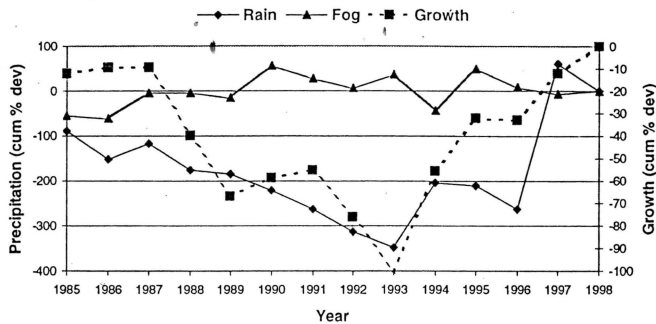 Rain Fog Growth
100 0
-10
0 -20
-30
-100 -40
-50
-200 -60
-70
-300 -80
-90
-400 -100
Precipitation (cum % dev)
Growth (cum % dev)
1985 1986 1987 1988 1989 1990 1991 1992 1993 1994 1995 1996 1997 1998
Year